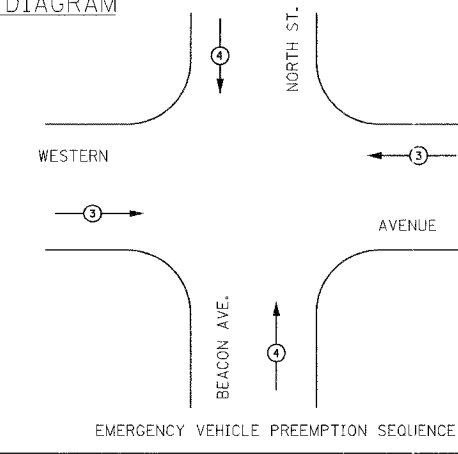 DIAGRAM
4
NORTH ST.
WESTERN
3
3
AVENUE
BEACON AVE.
4
EMERGENCY VEHICLE PREEMPTION SEQUENCE